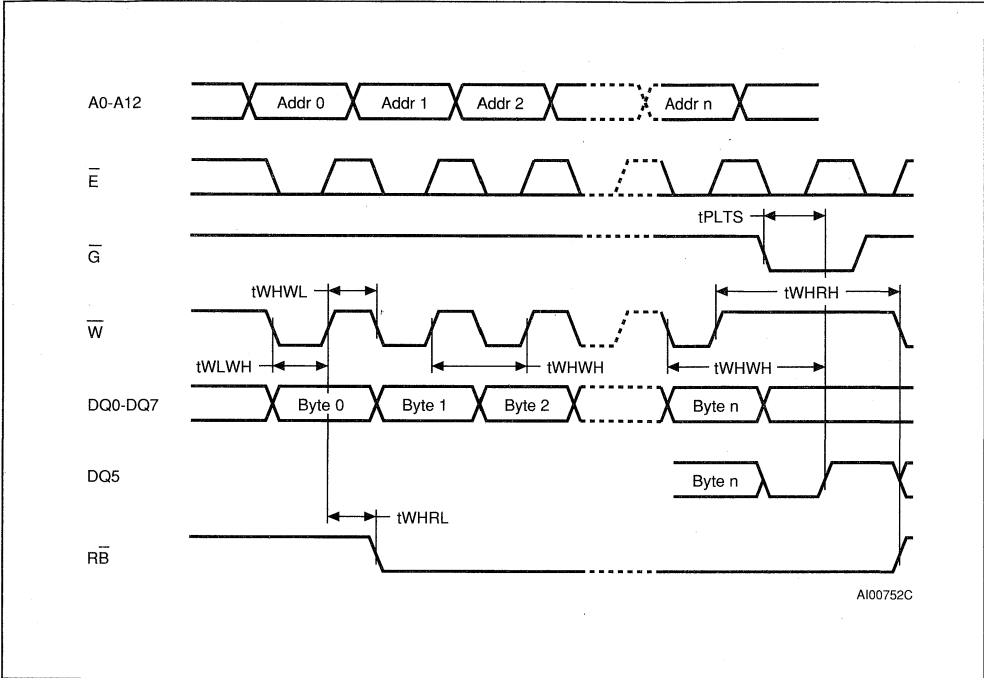 A0-A12 Addr 0 Addr 1 Addr 2 Addr n
E̅
tPLTS
G̅
tWHWL tWHRH
W̅
tWLWH tWHWH tWHWH
DQ0-DQ7 Byte 0 Byte 1 Byte 2 Byte n
DQ5 Byte n
tWHRL
RB̅
AI00752C